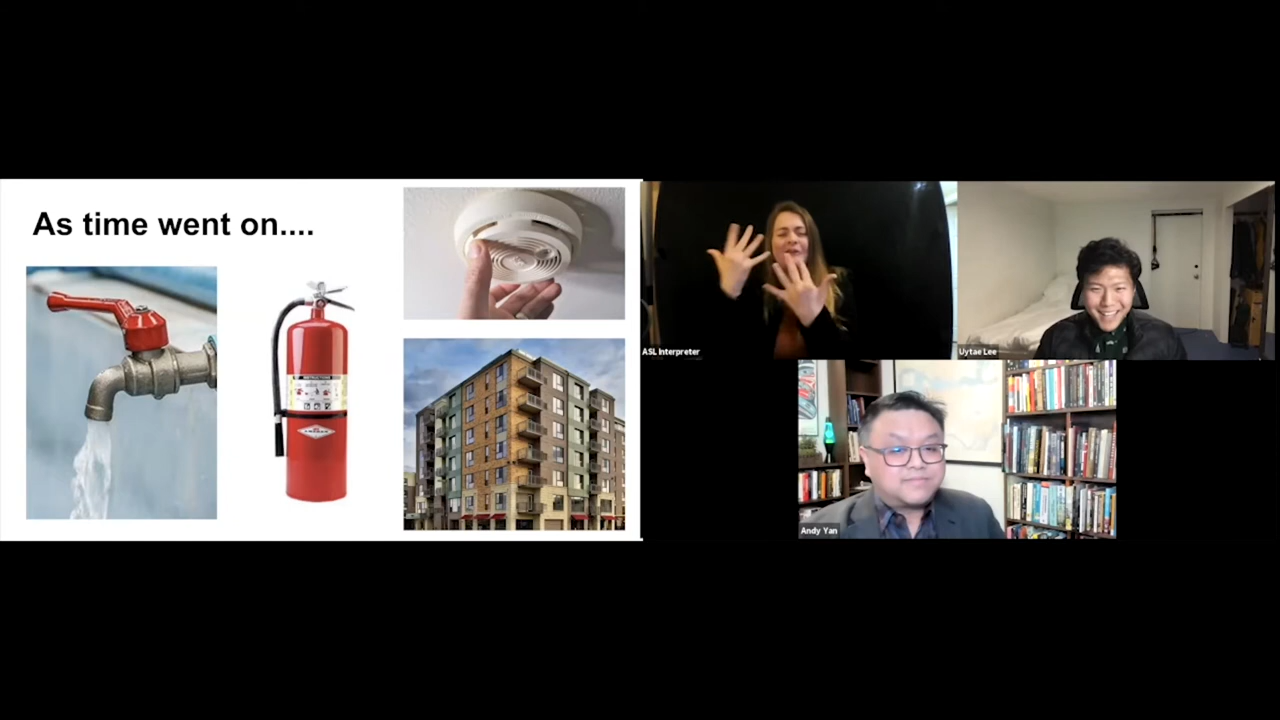 As time went on....
ASL Interpreter
Uytae Lee
Andy Yan